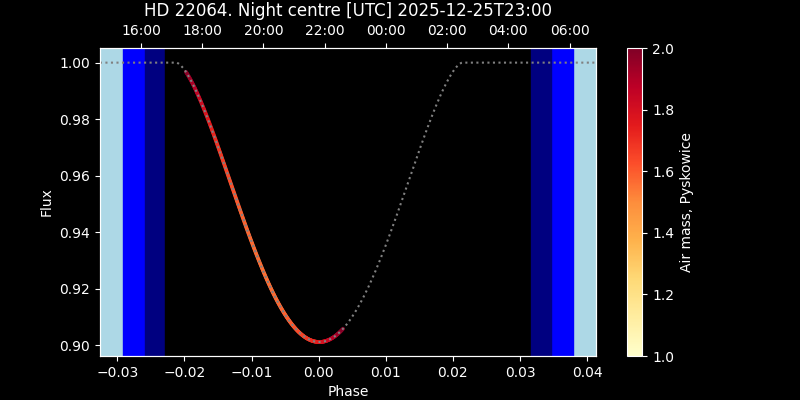 HD 22064. Night centre [UTC] 2025-12-25T23:00
16:00 18:00 20:00 22:00 00:00 02:00 04:00 06:00
1.00
0.98
0.96
0.94
0.92
0.90
Flux
−0.03 −0.02 −0.01 0.00 0.01 0.02 0.03 0.04
Phase
2.0
1.8
1.6
1.4
1.2
1.0
Air mass, Pyskowice